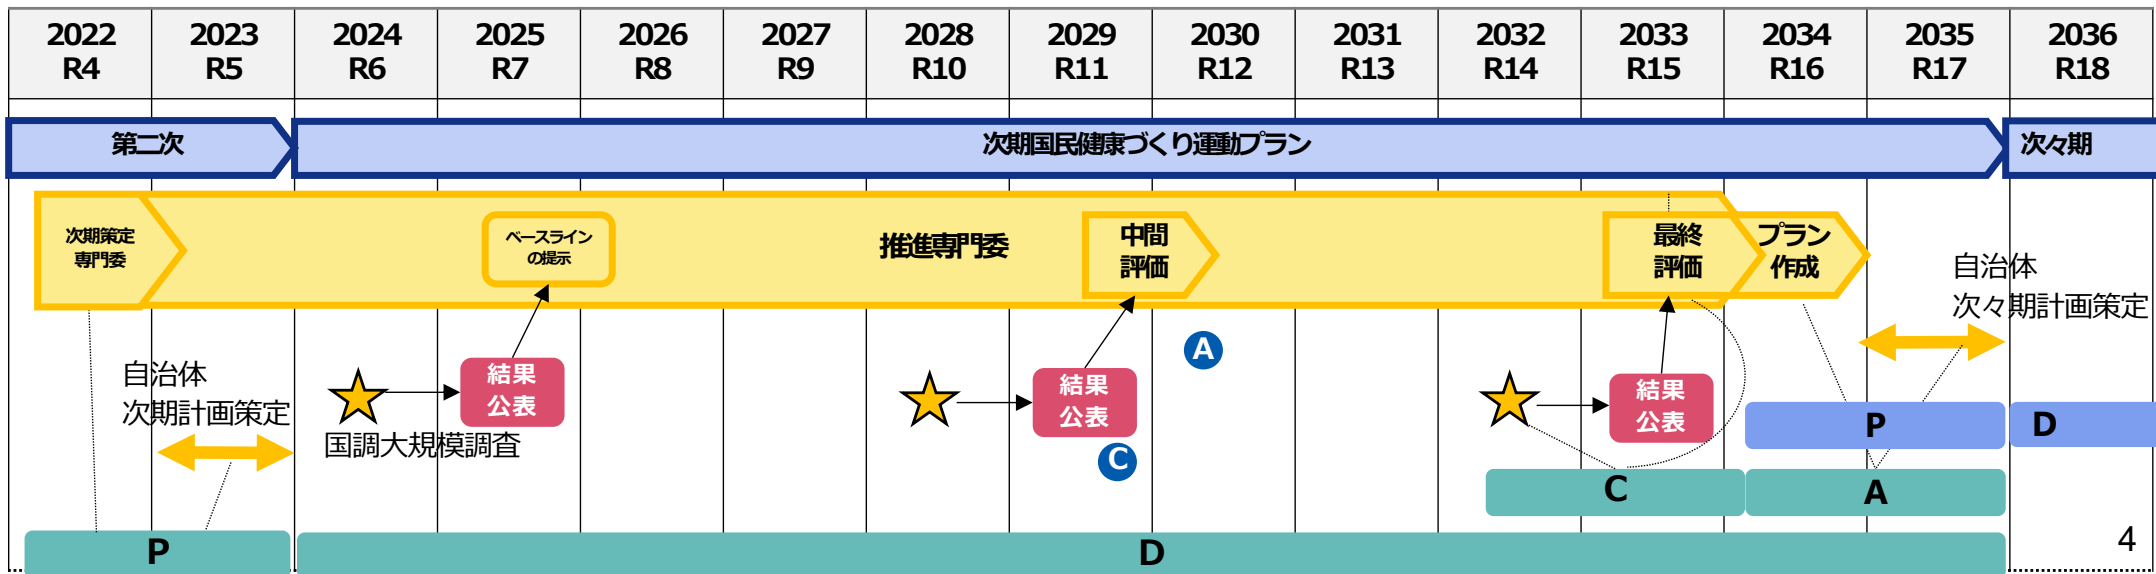 2022 2023 2024 2025 2026 2027 2028 2029 2030 2031 2032 2033 2034 2035 2036
R4 R5 R6 R7 R8 R9 R10 R11 R12 R13 R14 R15 R16 R17 R18
第二次 次期国民健康づくり運動プラン 次々期
次期策定
専門委
ベースライン
の提示
推進専門委
中間
評価
最終
評価
プラン
作成
自治体
次々期計画策定
自治体
次期計画策定
国調大規模調査
結果
公表
結果
公表
結果
公表
A
C
P
D
C
A
P
D
4